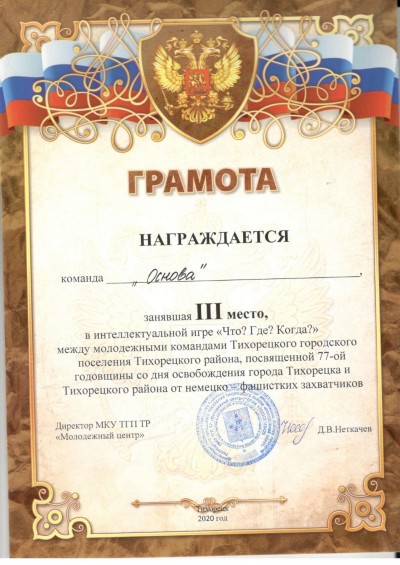 ГРАМОТА
НАГРАЖДАЕТСЯ
команда „Основа",
занявшая III место,
в интеллектуальной игре «Что? Где? Когда?»
между молодежными командами Тихорецкого городского
поселения Тихорецкого района, посвященной 77-ой
годовщины со дня освобождения города Тихорецка и
Тихорецкого района от немецко – фашистких захватчиков
Директор МКУ ТГП ТР
«Молодежный центр»
Д.В.Неткачев
Тихорецк
2020 год